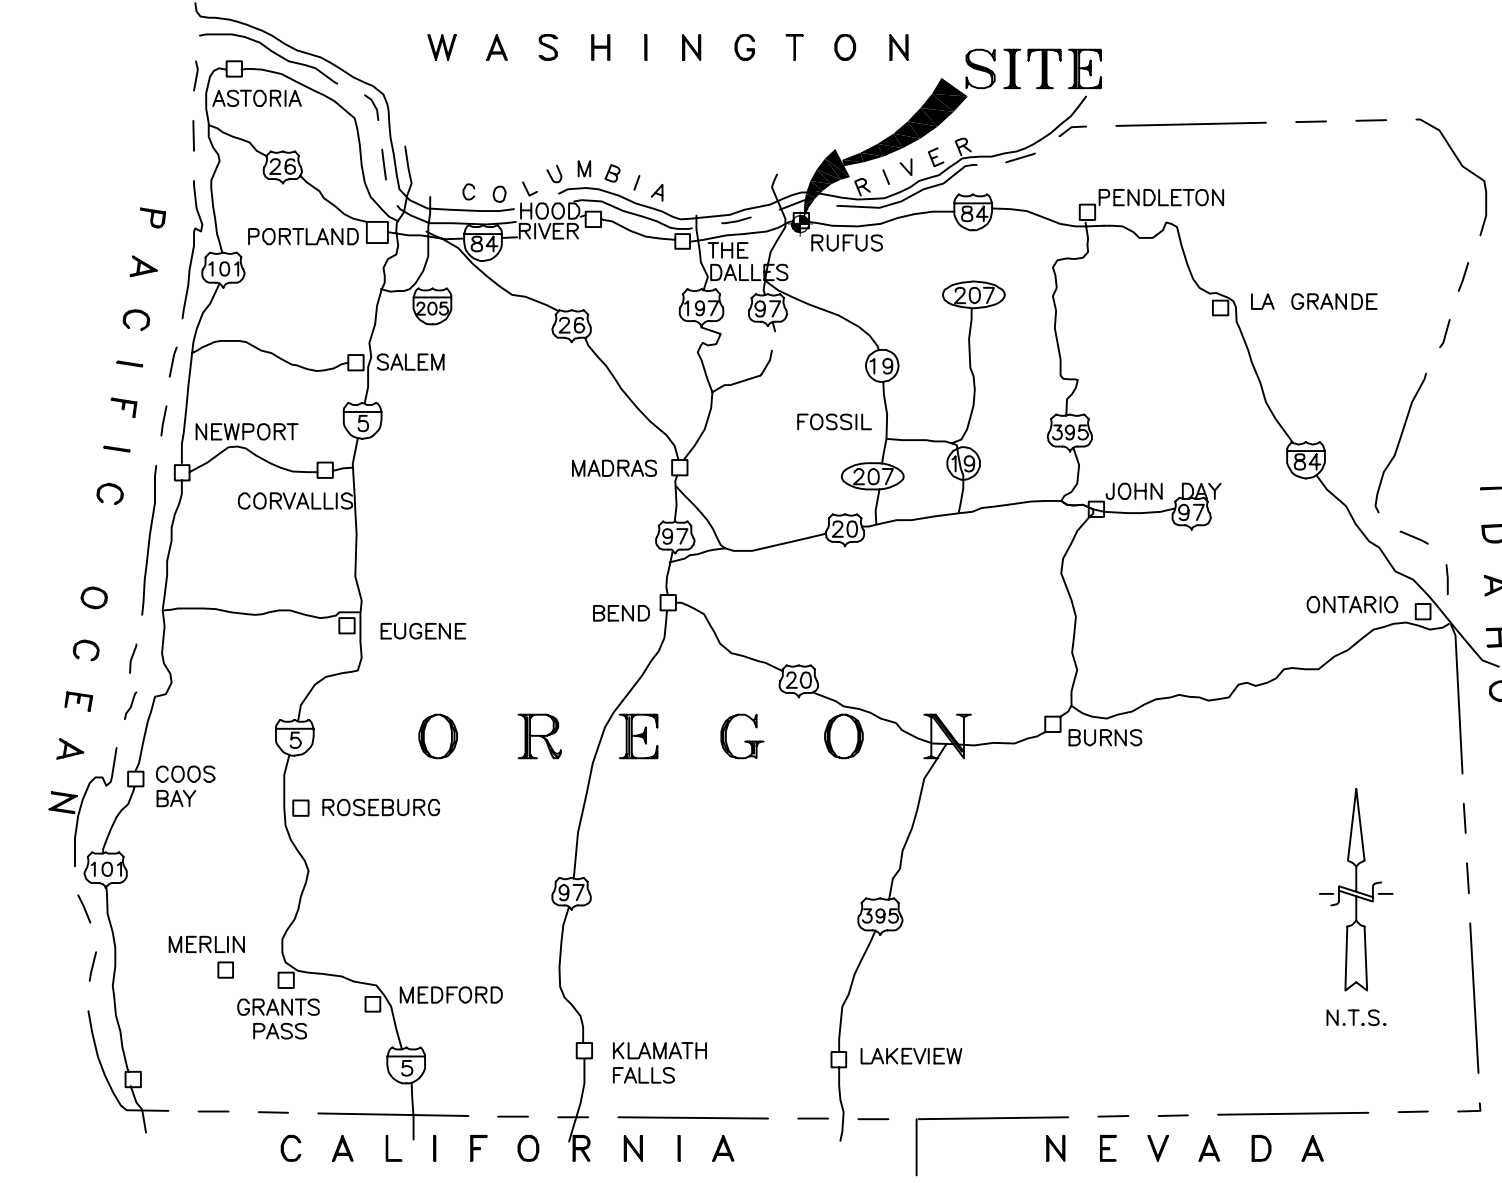 WASHINGTON
SITE
ASTORIA
26
COLUMBIA
RIVER
HOOD
RIVER
PORTLAND
84
THE
DALLES
RUFUS
84
PENDLETON
PACIFIC OCEAN
101
205
26
197
97
207
LA GRANDE
SALEM
19
5
FOSSIL
395
NEWPORT
MADRAS
207
19
84
CORVALLIS
JOHN DAY
97
20
97
IDAHO
BEND
ONTARIO
EUGENE
20
OREGON
5
BURNS
COOS
BAY
ROSEBURG
101
97
395
MERLIN
GRANTS
PASS
MEDFORD
N.T.S.
5
KLAMATH
FALLS
LAKEVIEW
CALIFORNIA
NEVADA